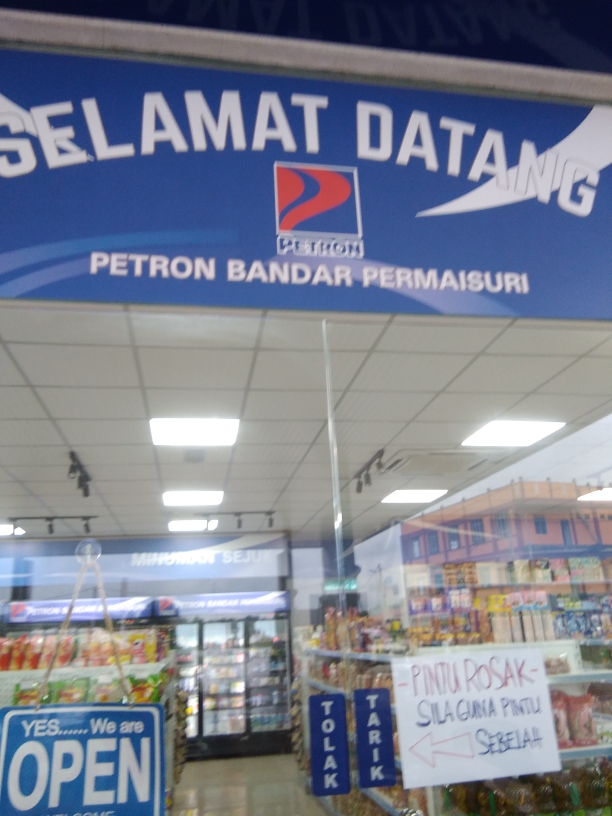 SELAMAT DATANG
PETRON
PETRON BANDAR PERMAISURI
MINUMAN SEJUK
YES...... We are
OPEN
WELCOME
TOLAK
TARIK
-PINTU ROSAK-
SILA GUNA PINTU
SEBELAH